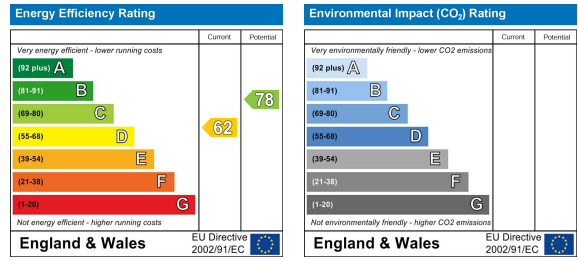 Energy Efficiency Rating
Current Potential
Very energy efficient - lower running costs
(92 plus) A
(81-91) B
(69-80) C
(55-68) D
(39-54) E
(21-38) F
(1-20) G
62
78
Not energy efficient - higher running costs
England & Wales
EU Directive
2002/91/EC
Environmental Impact (CO₂) Rating
Current Potential
Very environmentally friendly - lower CO2 emissions
(92 plus) A
(81-91) B
(69-80) C
(55-68) D
(39-54) E
(21-38) F
(1-20) G
Not environmentally friendly - higher CO2 emissions
England & Wales
EU Directive
2002/91/EC